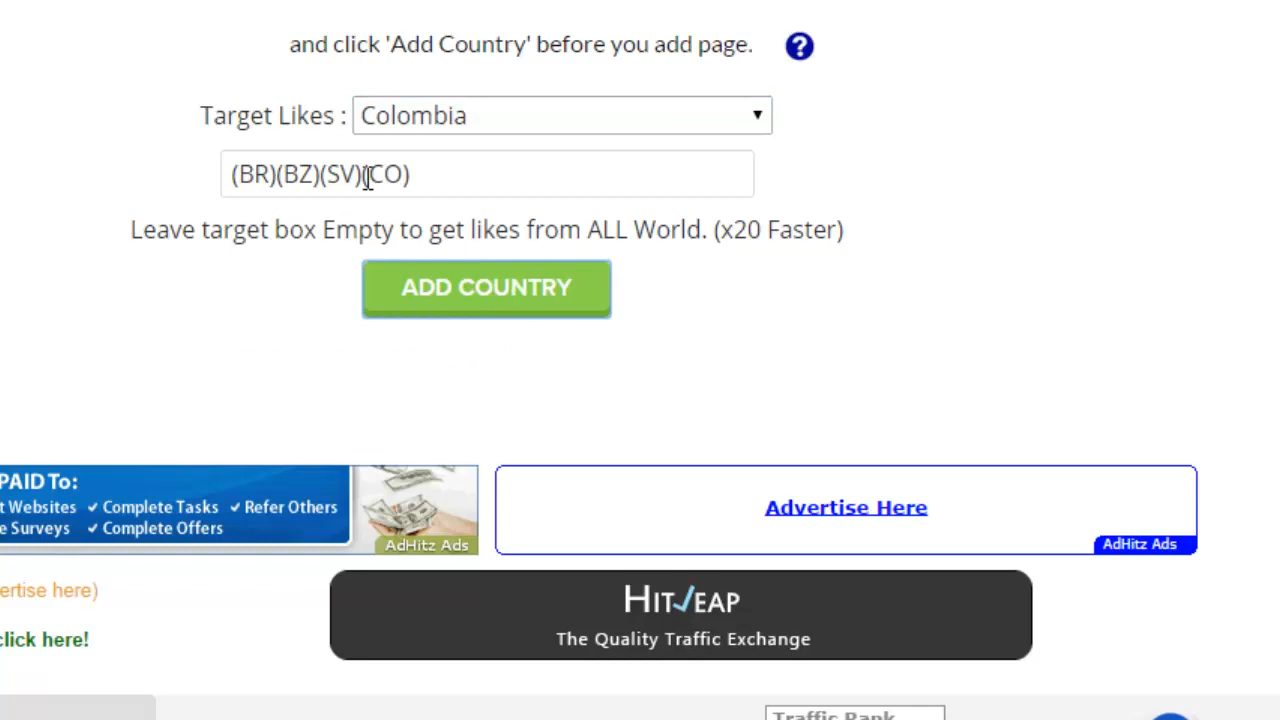 and click 'Add Country' before you add page.
?
Target Likes : Colombia
(BR)(BZ)(SV)(CO)
Leave target box Empty to get likes from ALL World. (x20 Faster)
ADD COUNTRY
PAID To:
t Websites ✓ Complete Tasks ✓ Refer Others
e Surveys ✓ Complete Offers
AdHitz Ads
Advertise Here
AdHitz Ads
ertise here)
HITLEAP
The Quality Traffic Exchange
click here!
Traffic Rank